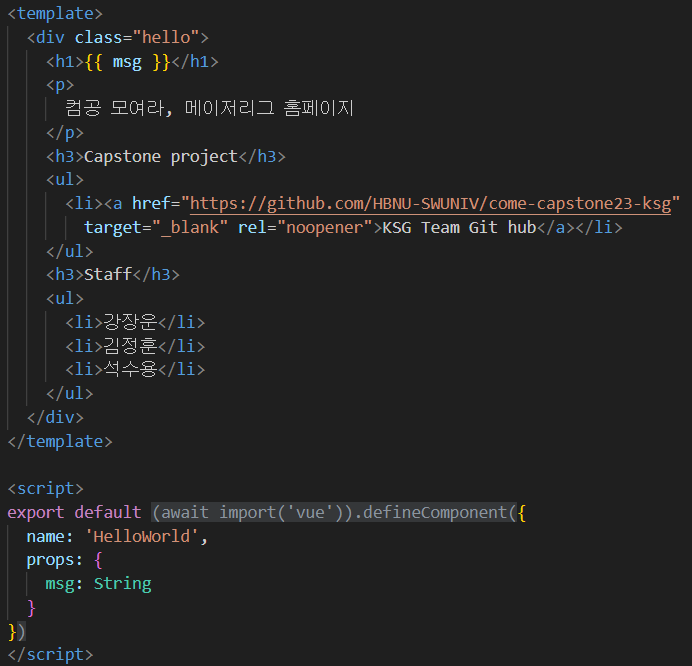 <template>
<div class="hello">
<h1>{{ msg }}</h1>
<p>
컴공 모여라, 메이저리그 홈페이지
</p>
<h3>Capstone project</h3>
<ul>
<li><a href="https://github.com/HBNU-SWUNIV/come-capstone23-ksg"
target="_blank" rel="noopener">KSG Team Git hub</a></li>
</ul>
<h3>Staff</h3>
<ul>
<li>강장운</li>
<li>김정훈</li>
<li>석수용</li>
</ul>
</div>
</template>
<script>
export default (await import('vue')).defineComponent({
name: 'HelloWorld',
props: {
msg: String
}
})
</script>